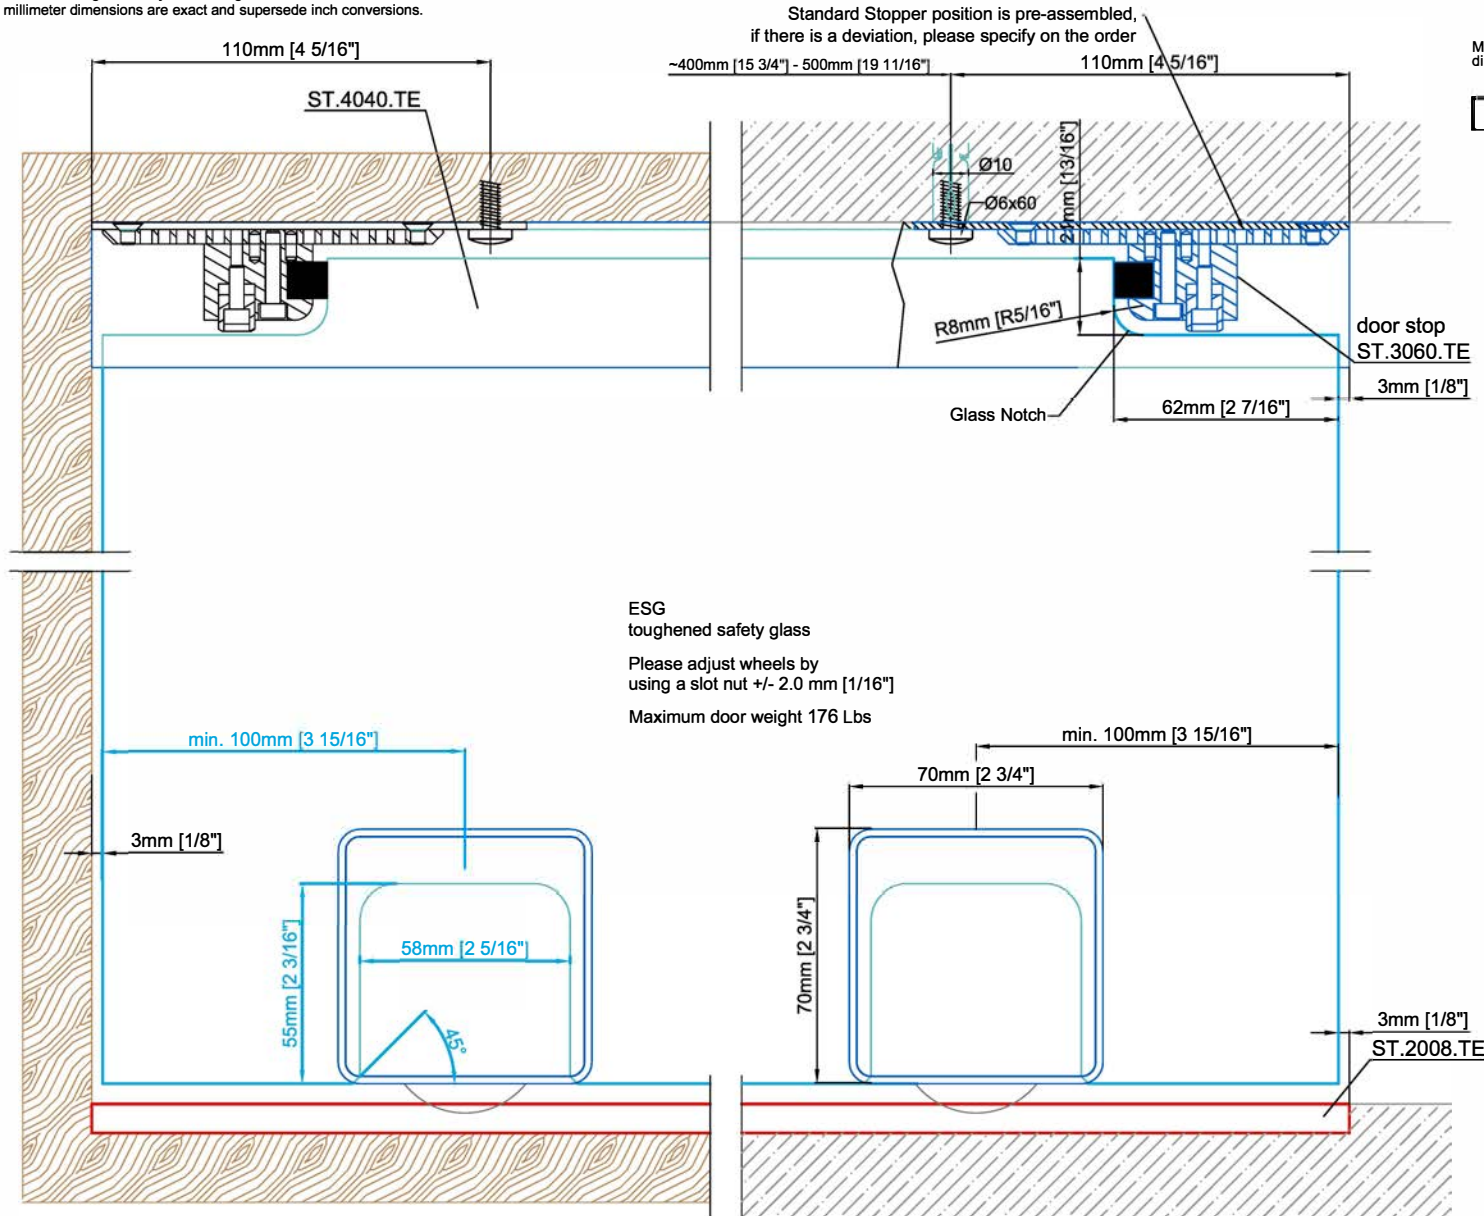 millimeter dimensions are exact and supersede inch conversions.
Standard Stopper position is pre-assembled,
if there is a deviation, please specify on the order
110mm [4 5/16"]
~400mm [15 3/4"] - 500mm [19 11/16"]
110mm [4 5/16"]
ST.4040.TE
Ø10
Ø6x60
mm [13/16"]
R8mm [R5/16"]
door stop
ST.3060.TE
3mm [1/8"]
Glass Notch
62mm [2 7/16"]
ESG
toughened safety glass
Please adjust wheels by
using a slot nut +/- 2.0 mm [1/16"]
Maximum door weight 176 Lbs
min. 100mm [3 15/16"]
min. 100mm [3 15/16"]
70mm [2 3/4"]
3mm [1/8"]
55mm [2 3/16"]
58mm [2 5/16"]
45°
70mm [2 3/4"]
3mm [1/8"]
ST.2008.TE